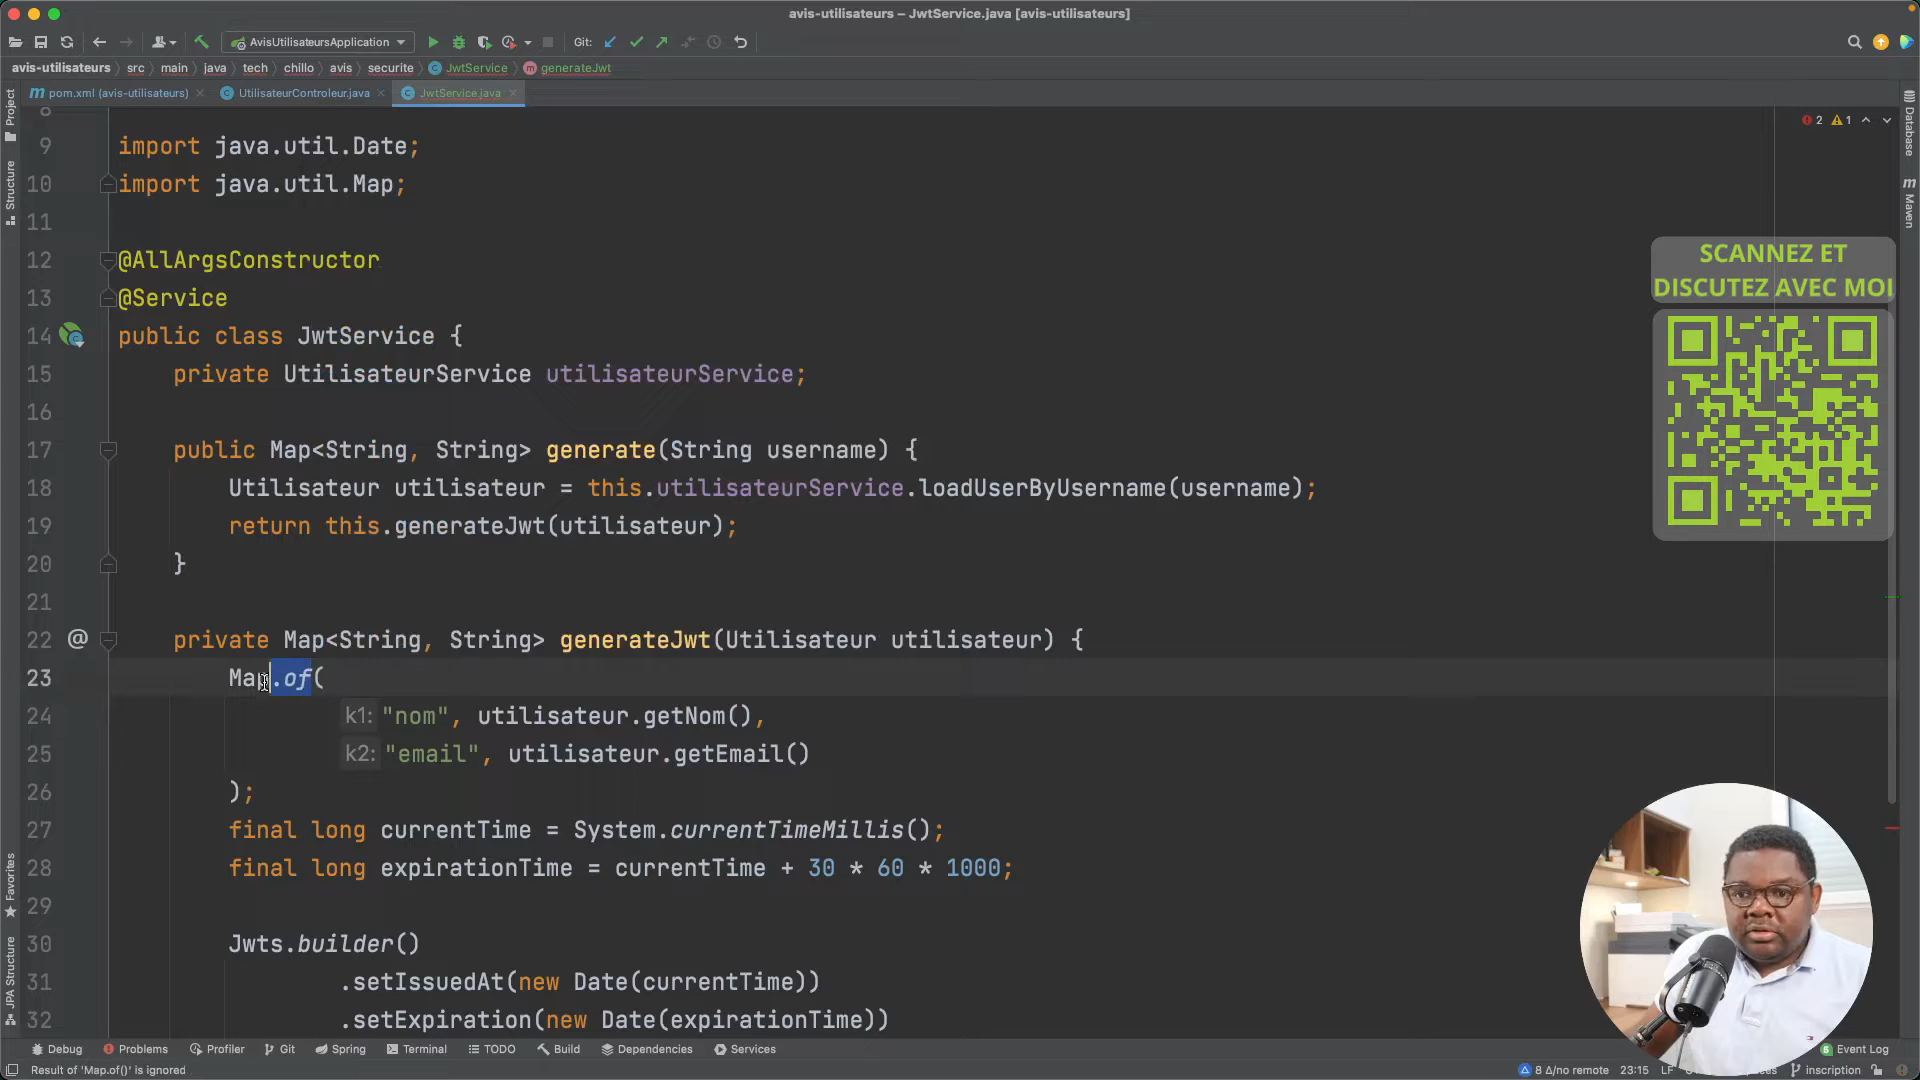 avis-utilisateurs – JwtService.java [avis-utilisateurs]
AvisUtilisateursApplication
Git:
avis-utilisateurs
src
main
java
tech
chillo
avis
securite
JwtService
generateJwt
pom.xml (avis-utilisateurs)
UtilisateurControleur.java
JwtService.java
Project
Structure
Favorites
JPA Structure
Database
Maven
2
1
8
9 import java.util.Date;
10 import java.util.Map;
11
12 @AllArgsConstructor
13 @Service
14 public class JwtService {
15 private UtilisateurService utilisateurService;
16
17 public Map<String, String> generate(String username) {
18 Utilisateur utilisateur = this.utilisateurService.loadUserByUsername(username);
19 return this.generateJwt(utilisateur);
20 }
21
22 @ private Map<String, String> generateJwt(Utilisateur utilisateur) {
23 Map.of(
24 k1: "nom", utilisateur.getNom(),
25 k2: "email", utilisateur.getEmail()
26 );
27 final long currentTime = System.currentTimeMillis();
28 final long expirationTime = currentTime + 30 * 60 * 1000;
29
30 Jwts.builder()
31 .setIssuedAt(new Date(currentTime))
32 .setExpiration(new Date(expirationTime))
SCANNEZ ET
DISCUTEZ AVEC MOI
Debug
Problems
Profiler
Git
Spring
Terminal
TODO
Build
Dependencies
Services
6 Event Log
Result of 'Map.of()' is ignored
8 Δ/no remote
23:15
LF
inscription